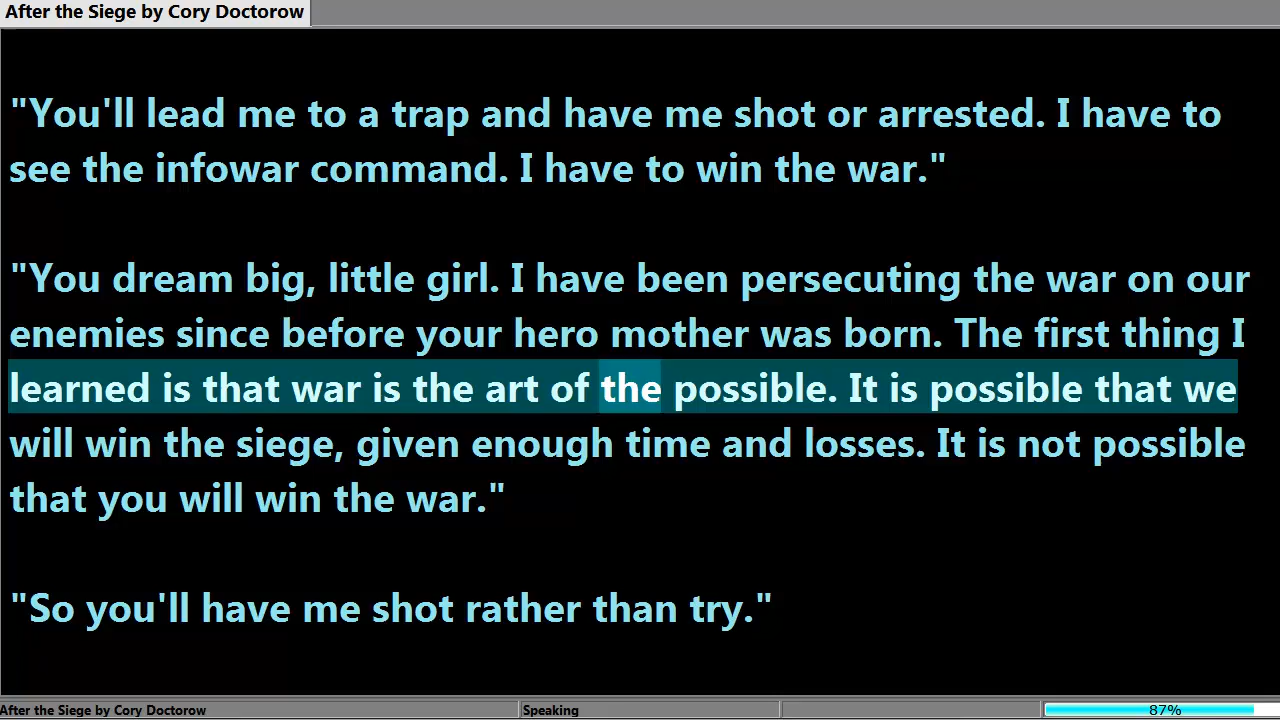 After the Siege by Cory Doctorow
"You'll lead me to a trap and have me shot or arrested. I have to
see the infowar command. I have to win the war."
"You dream big, little girl. I have been persecuting the war on our
enemies since before your hero mother was born. The first thing I
learned is that war is the art of the possible. It is possible that we
will win the siege, given enough time and losses. It is not possible
that you will win the war."
"So you'll have me shot rather than try."
After the Siege by Cory Doctorow
Speaking
87%